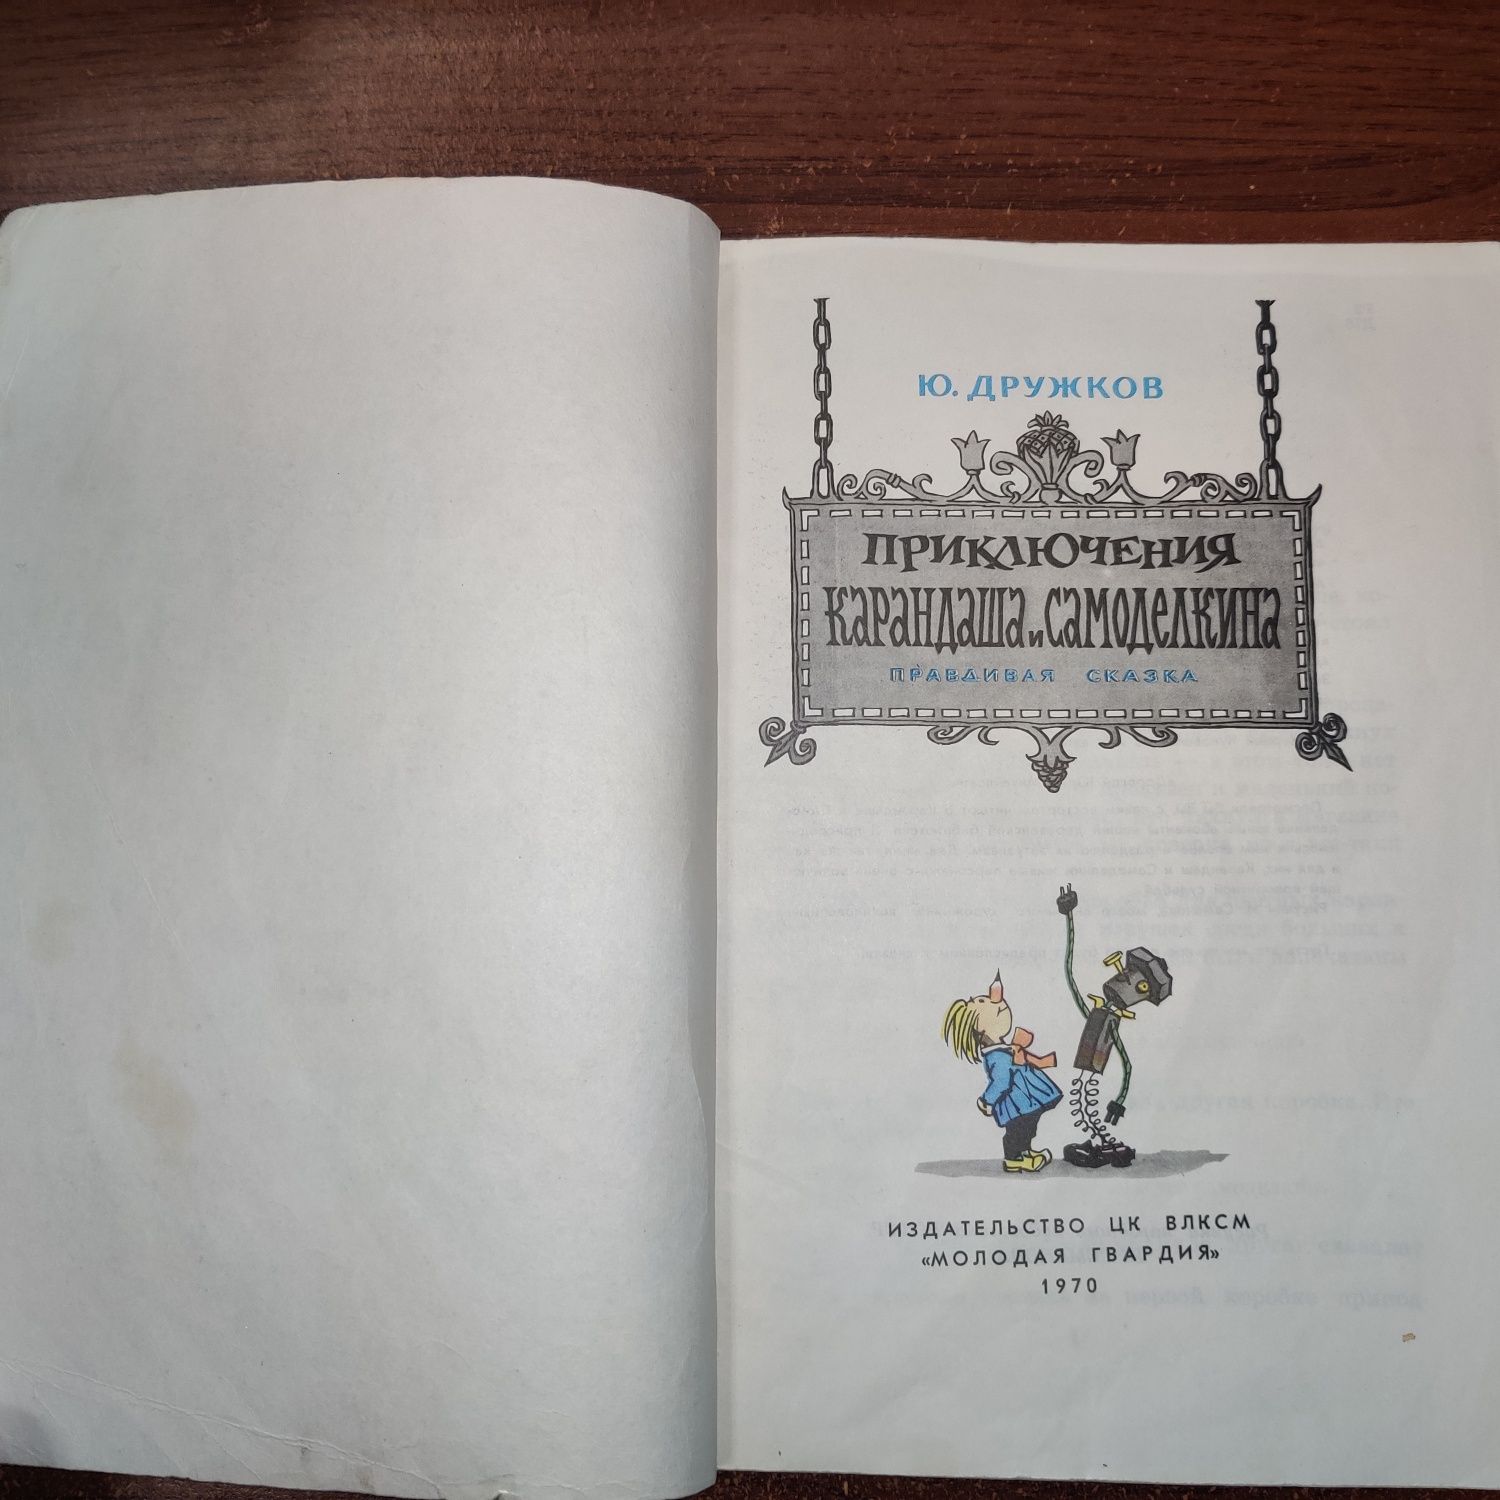 Ю. ДРУЖКОВ
ПРИКЛЮЧЕНИЯ
КАРАНДАША и САМОДЕЛКИНА
ПРАВДИВАЯ СКАЗКА
ИЗДАТЕЛЬСТВО ЦК ВЛКСМ
«МОЛОДАЯ ГВАРДИЯ»
1970